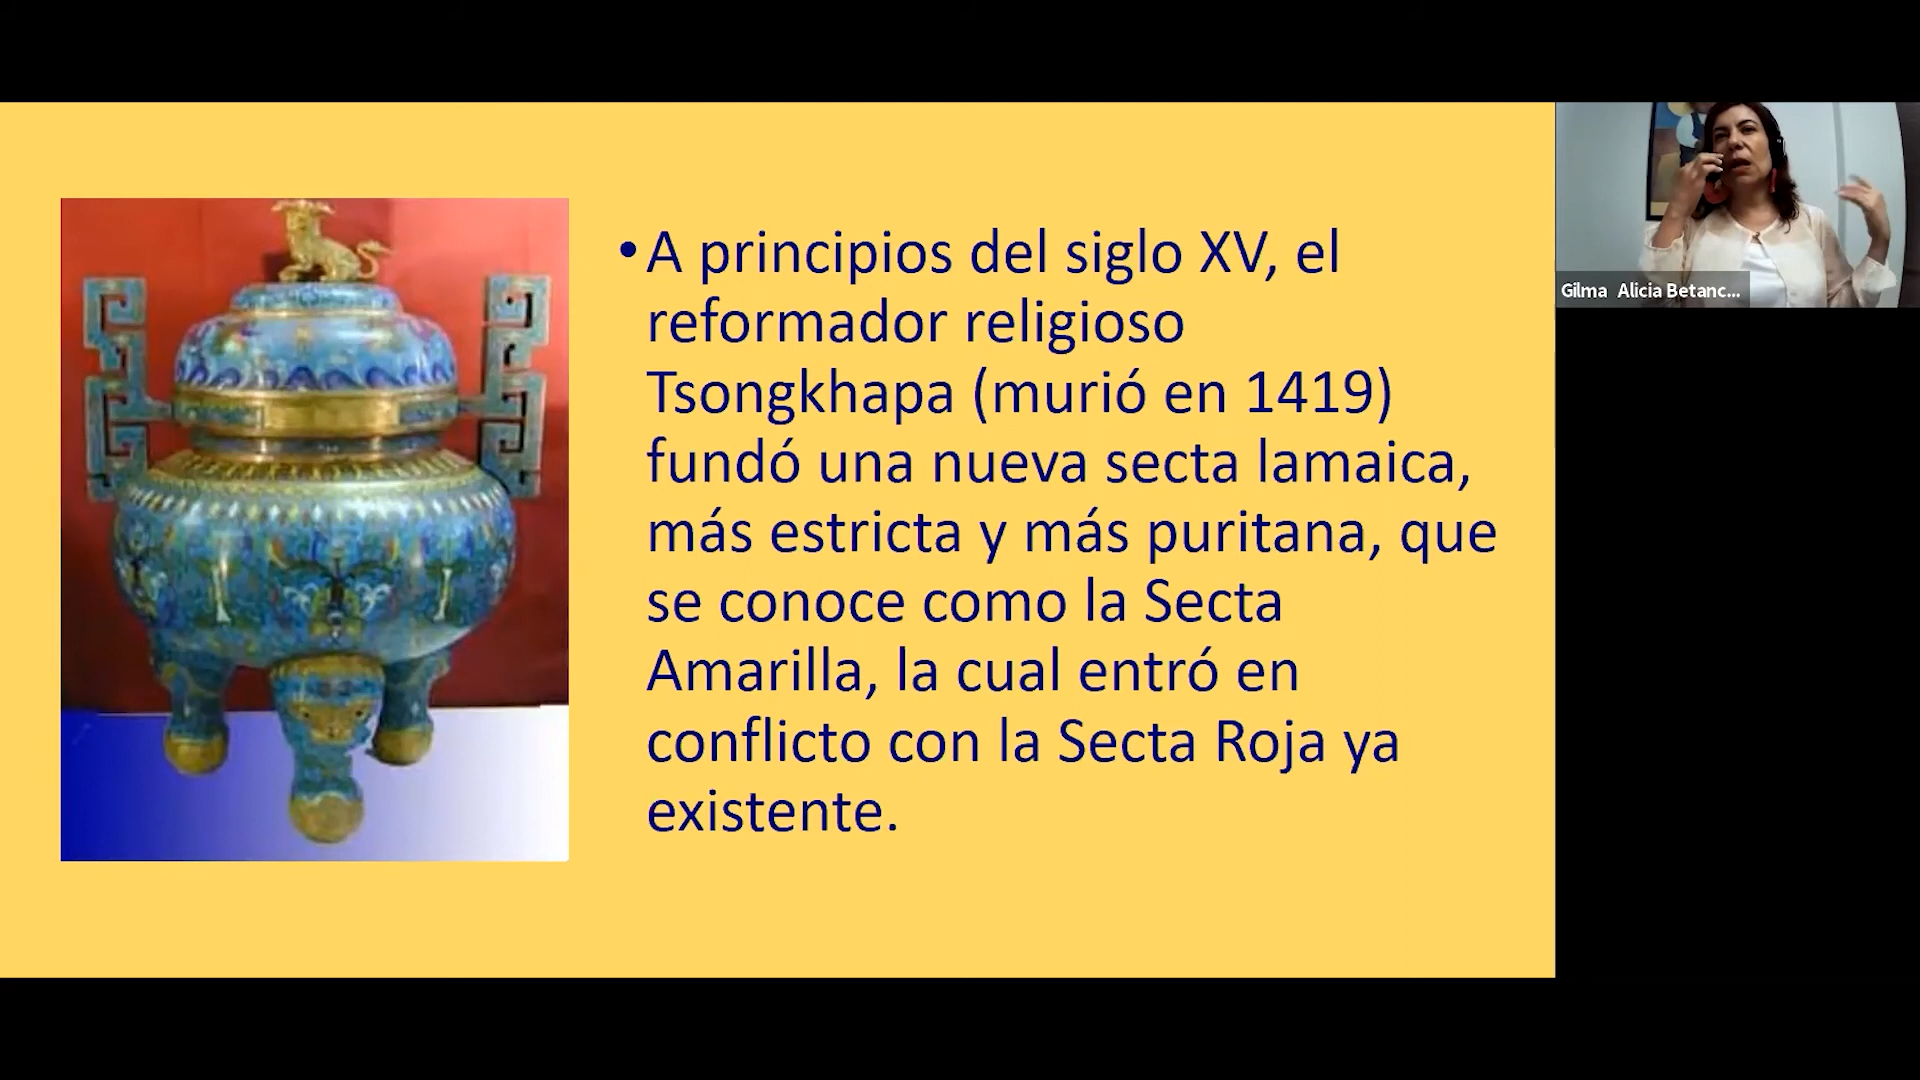 •A principios del siglo XV, el
reformador religioso
Tsongkhapa (murió en 1419)
fundó una nueva secta lamaica,
más estricta y más puritana, que
se conoce como la Secta
Amarilla, la cual entró en
conflicto con la Secta Roja ya
existente.
Gilma Alicia Betanc...